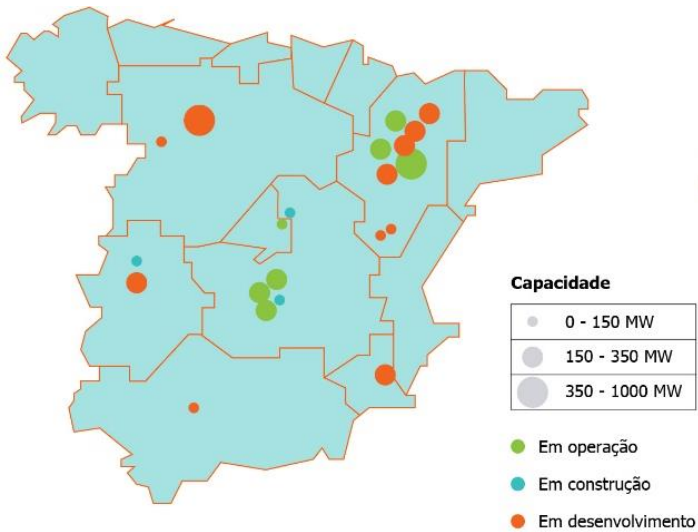 Capacidade
0 - 150 MW
150 - 350 MW
350 - 1000 MW
Em operação
Em construção
Em desenvolvimento